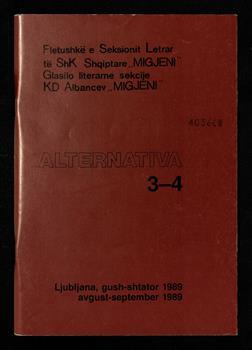 Fletushkë e Seksionit Letrar
të ShK Shqiptare „MIGJENI"
Glasilo literarne sekcije
KD Albancev „MIGJENI"
ALTERNATIVA
3–4
Ljubljana, gush-shtator 1989
avgust-september 1989